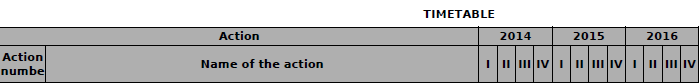 TIMETABLE
Action 2014 2015 2016
Action numbe Name of the action I II III IV I II III IV I II III IV